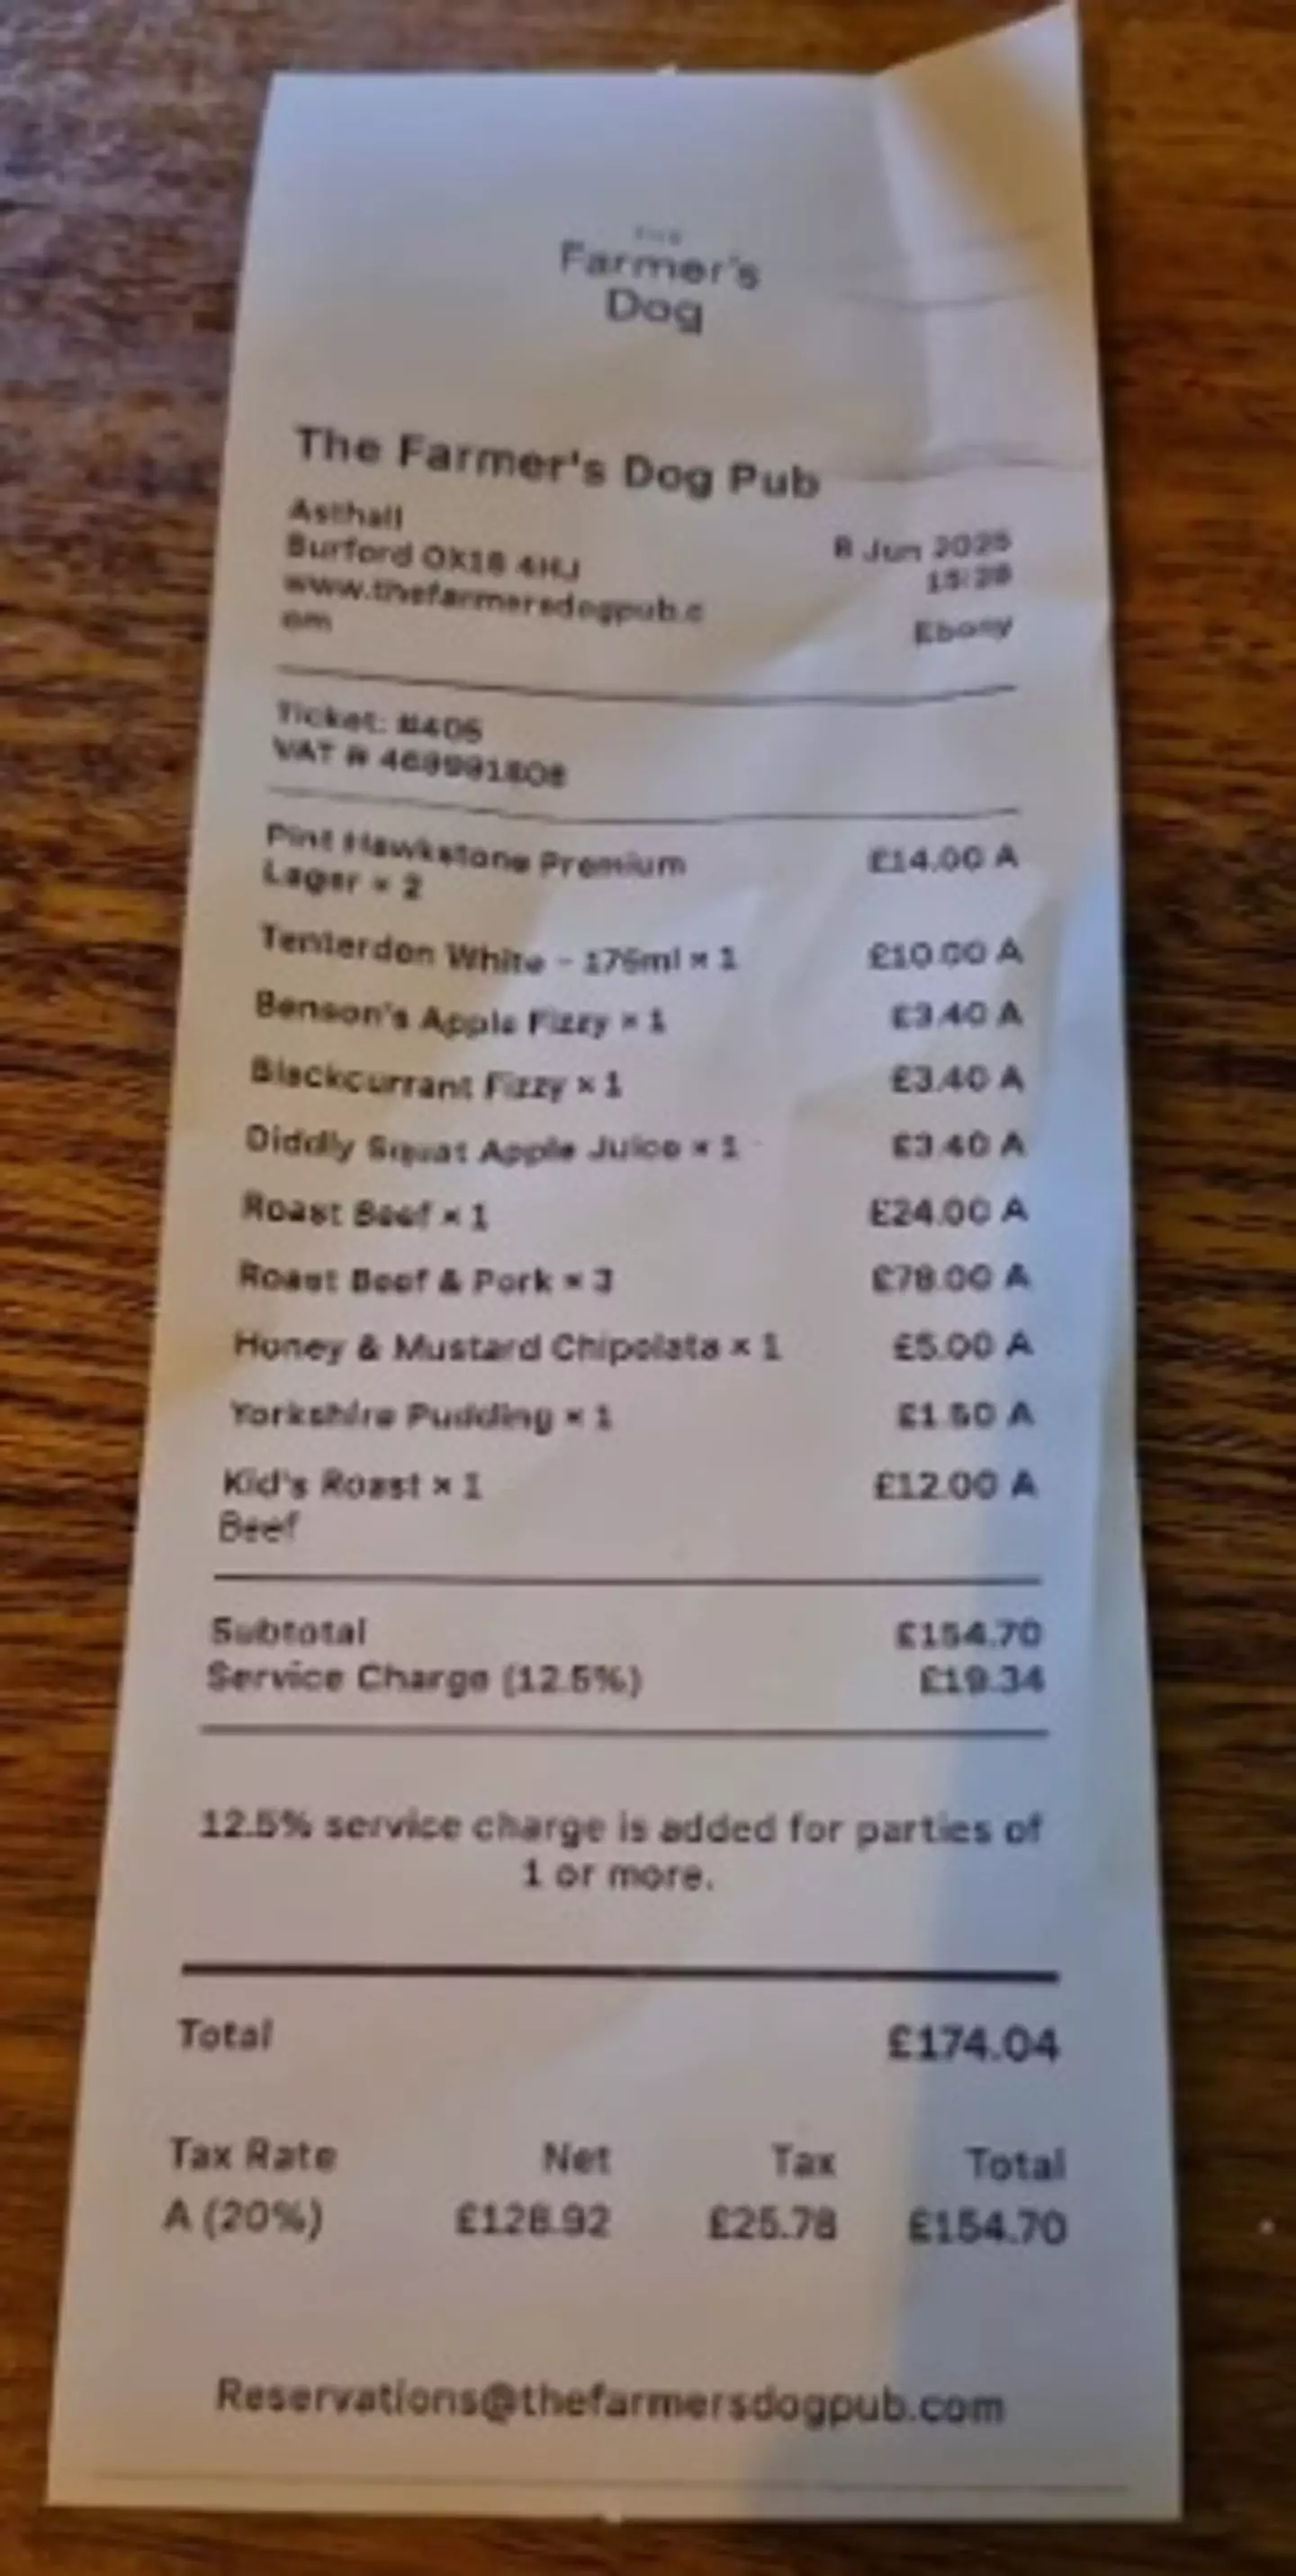 THE
Farmer's
Dog
The Farmer's Dog Pub
Asthall
Burford OX18 4HJ
www.thefarmersdogpub.c
om
8 Jun 2025
15:28
Ebony
Ticket: #405
VAT #
Pint Hawkstone Premium
Lager × 2
£14.00 A
Tenterden White - 175ml × 1 £10.00 A
Benson's Apple Fizzy × 1 £3.40 A
Blackcurrant Fizzy × 1 £3.40 A
Diddly Squat Apple Juice × 1 £3.40 A
Roast Beef × 1 £24.00 A
Roast Beef & Pork × 3 £78.00 A
Honey & Mustard Chipolata × 1 £5.00 A
Yorkshire Pudding × 1 £1.50 A
Kid's Roast × 1 £12.00 A
Beef
Subtotal £154.70
Service Charge (12.5%) £19.34
12.5% service charge is added for parties of
1 or more.
Total £174.04
Tax Rate Net Tax Total
A (20%) £128.92 £25.78 £154.70
Reservations@thefarmersdogpub.com